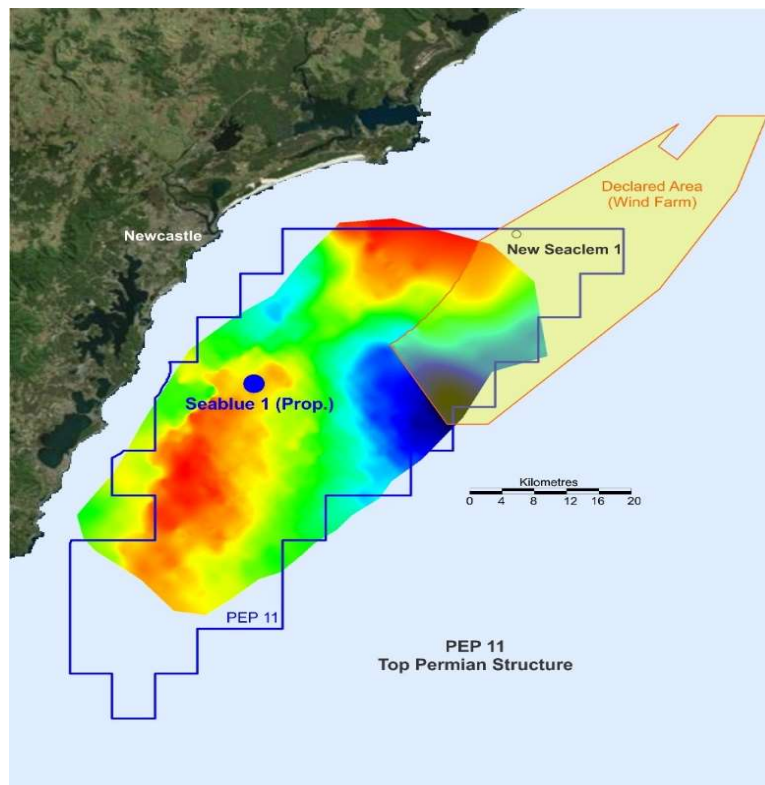 Declared Area
(Wind Farm)
Newcastle
New Seaclem 1
Seablue 1 (Prop.)
Kilometres
0 4 8 12 16 20
PEP 11
PEP 11
Top Permian Structure